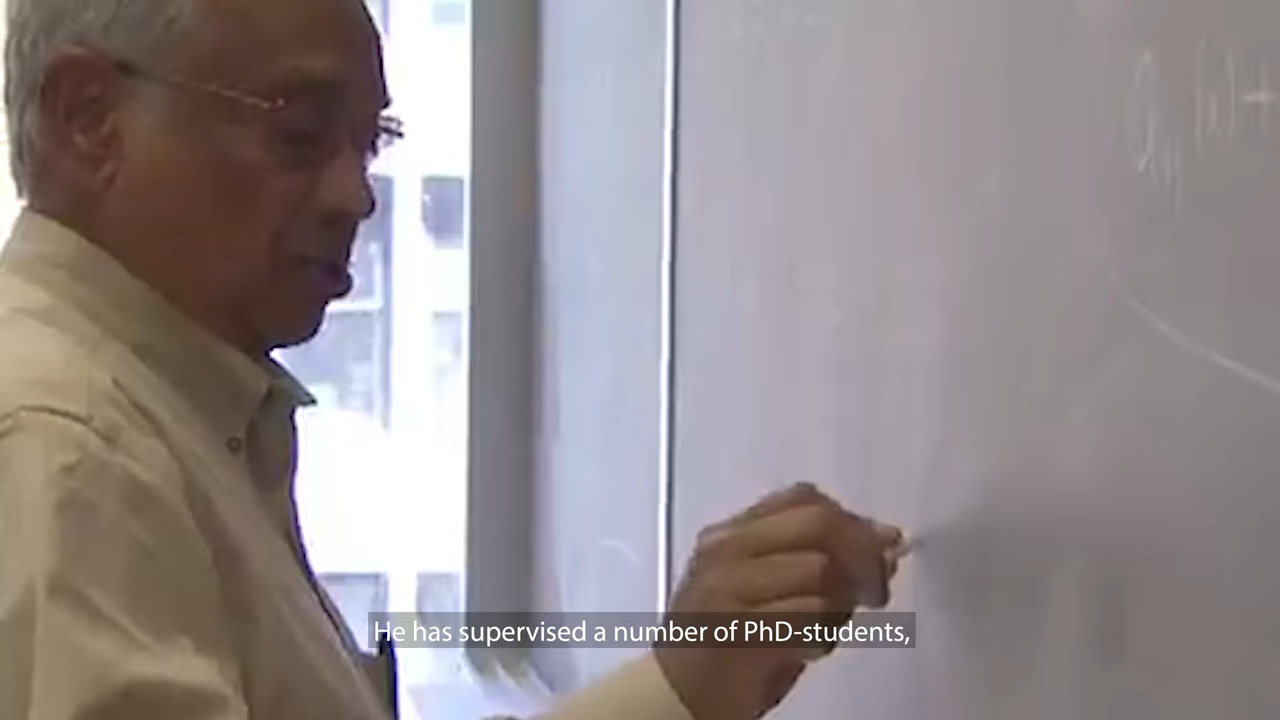 He has supervised a number of PhD-students,